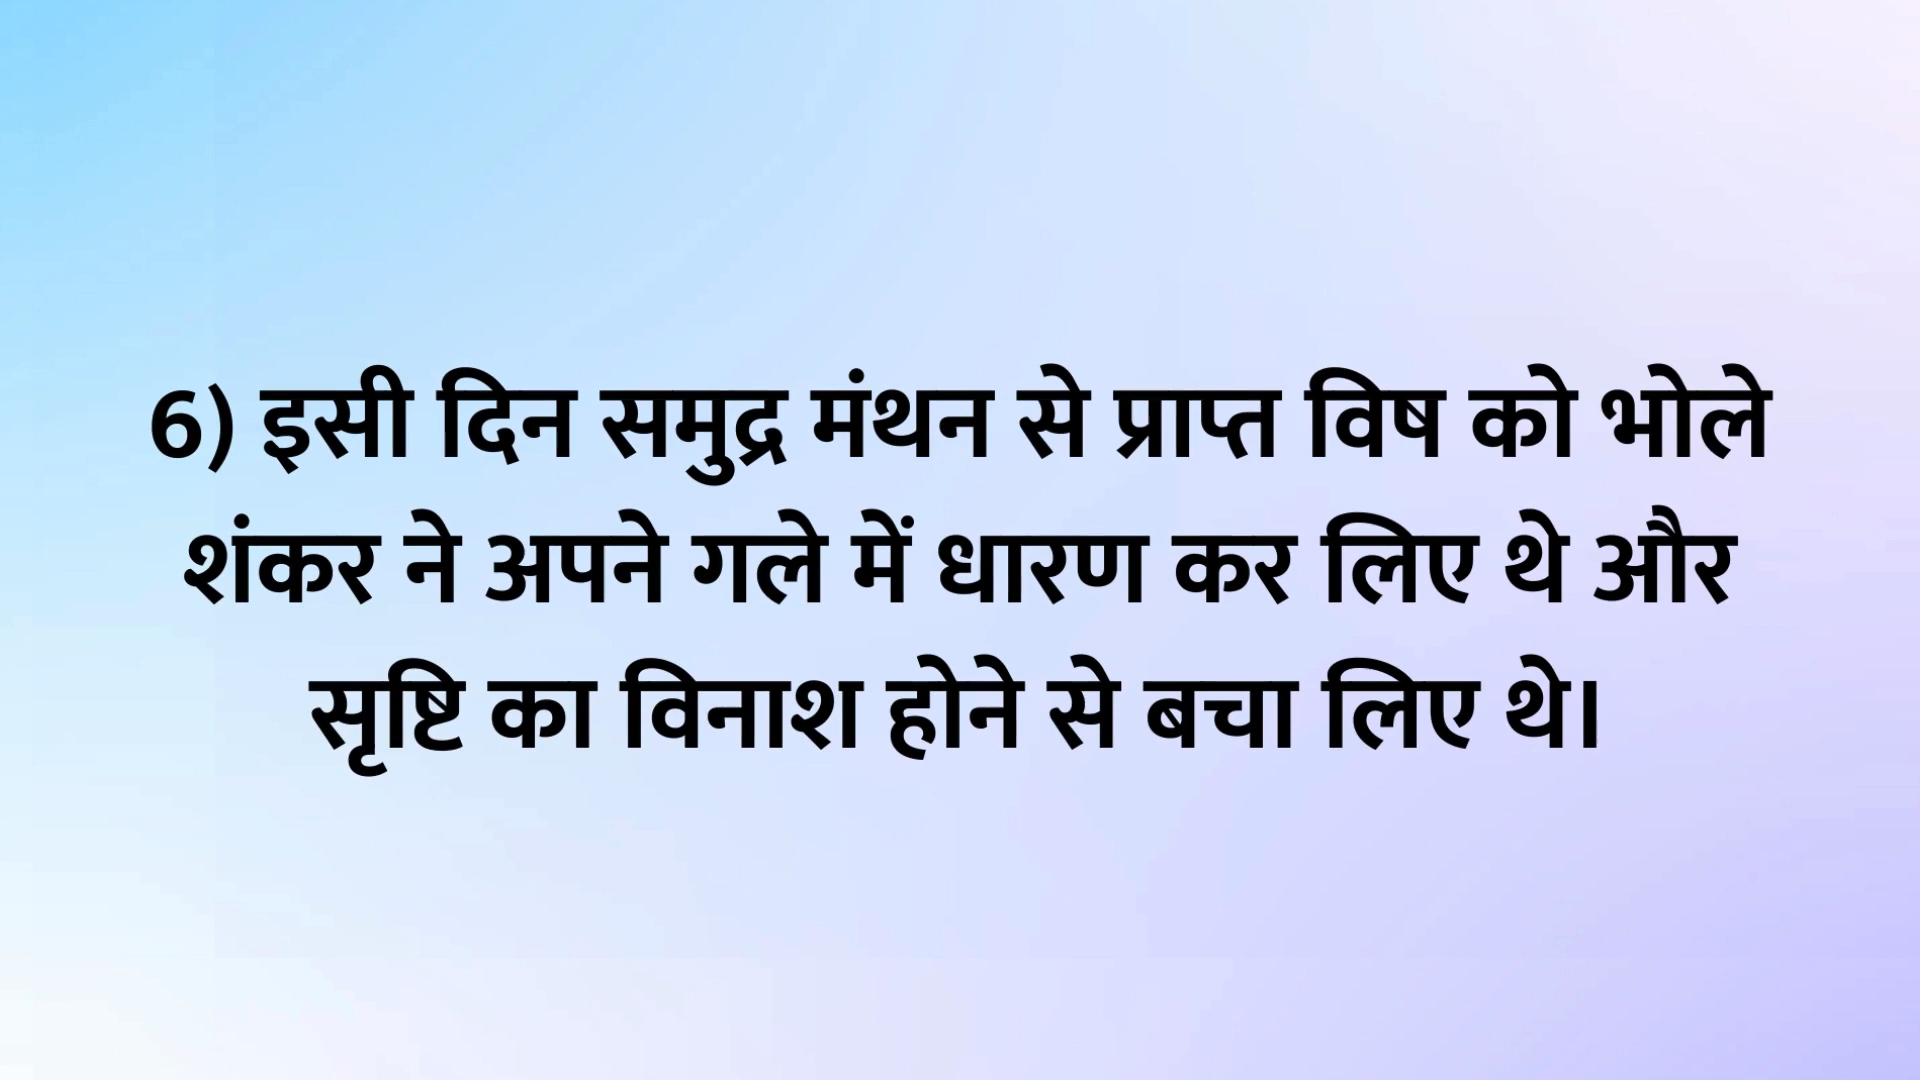 6) इसी दिन समुद्र मंथन से प्राप्त विष को भोले
शंकर ने अपने गले में धारण कर लिए थे और
सृष्टि का विनाश होने से बचा लिए थे।